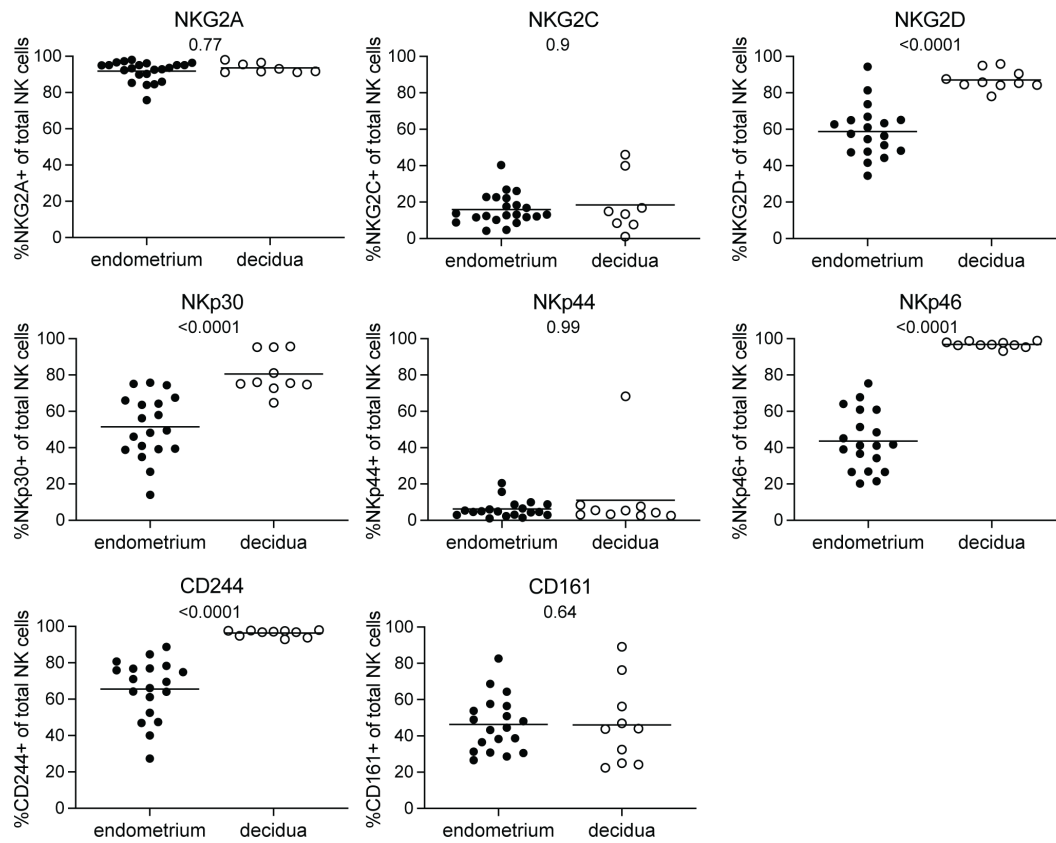 NKG2A
0.77
%NKG2A+ of total NK cells
100
80
60
40
20
0
endometrium decidua
NKG2C
0.9
%NKG2C+ of total NK cells
100
80
60
40
20
0
endometrium decidua
NKG2D
<0.0001
%NKG2D+ of total NK cells
100
80
60
40
20
0
endometrium decidua
NKp30
<0.0001
%NKp30+ of total NK cells
100
80
60
40
20
0
endometrium decidua
NKp44
0.99
%NKp44+ of total NK cells
100
80
60
40
20
0
endometrium decidua
NKp46
<0.0001
%NKp46+ of total NK cells
100
80
60
40
20
0
endometrium decidua
CD244
<0.0001
%CD244+ of total NK cells
100
80
60
40
20
0
endometrium decidua
CD161
0.64
%CD161+ of total NK cells
100
80
60
40
20
0
endometrium decidua